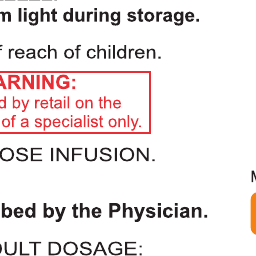 m light during storage.
f reach of children.
ARNING:
d by retail on the
of a specialist only.
OSE INFUSION.
bed by the Physician.
DULT DOSAGE: